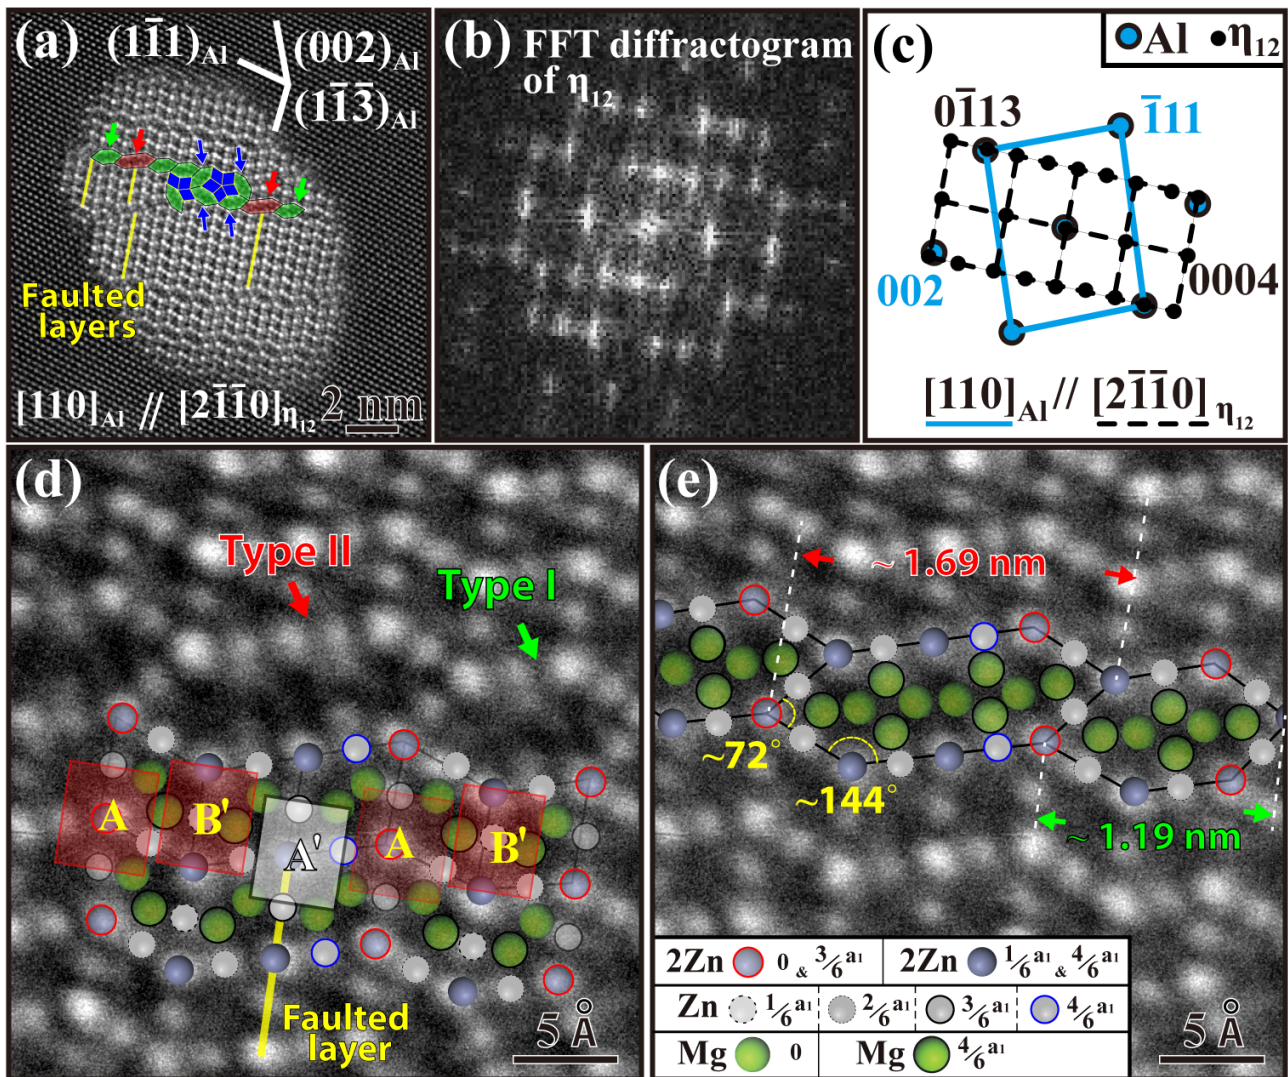 (a)
(11̅1)Al
(002)Al
(11̅3̅)Al
Faulted
layers
[110]Al // [21̅1̅0]η12
2 nm
(b)
FFT diffractogram
of η12
(c)
Al η12
01̅13
1̅11
002
0004
[110]Al // [21̅1̅0] η12
(d)
Type II
Type I
A
B'
A'
A
B'
Faulted
layer
5 Å
(e)
~ 1.69 nm
~72°
~144°
~ 1.19 nm
2Zn 0 & 3/6a1 2Zn 1/6a1 & 4/6a1
Zn 1/6a1 2/6a1 3/6a1 4/6a1
Mg 0 Mg 4/6a1
5 Å